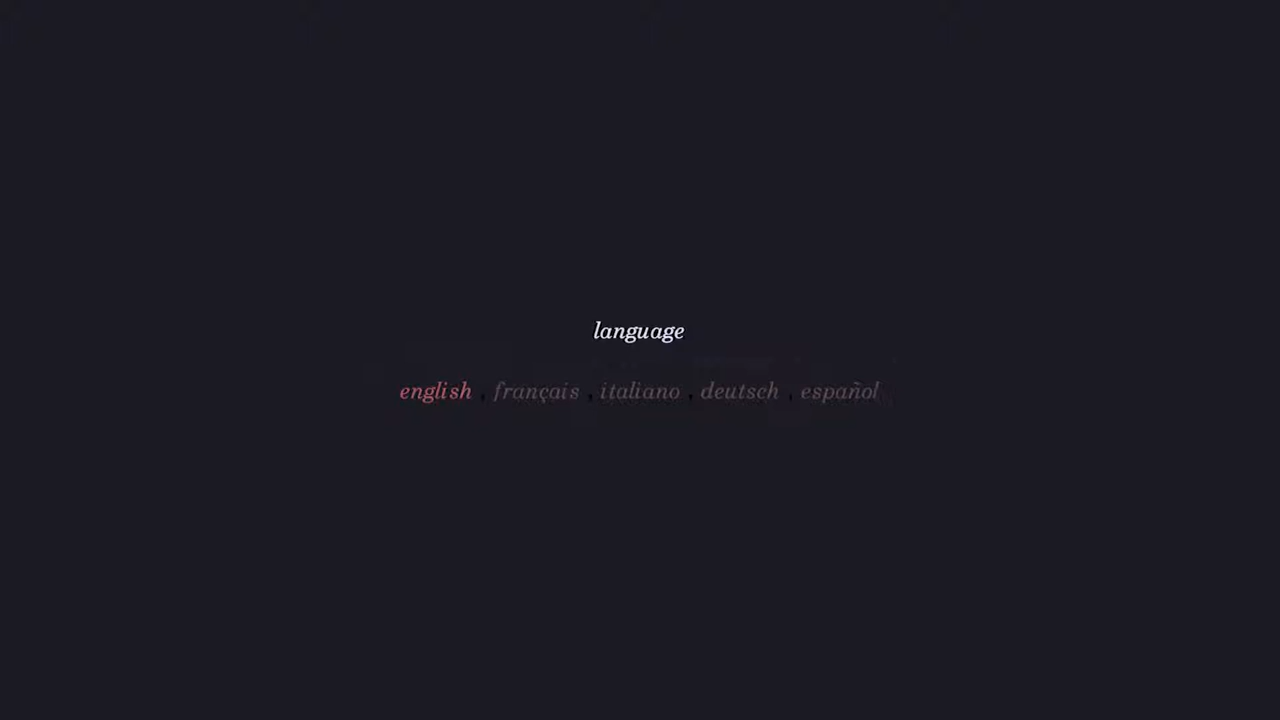 language
english , français , italiano , deutsch , español